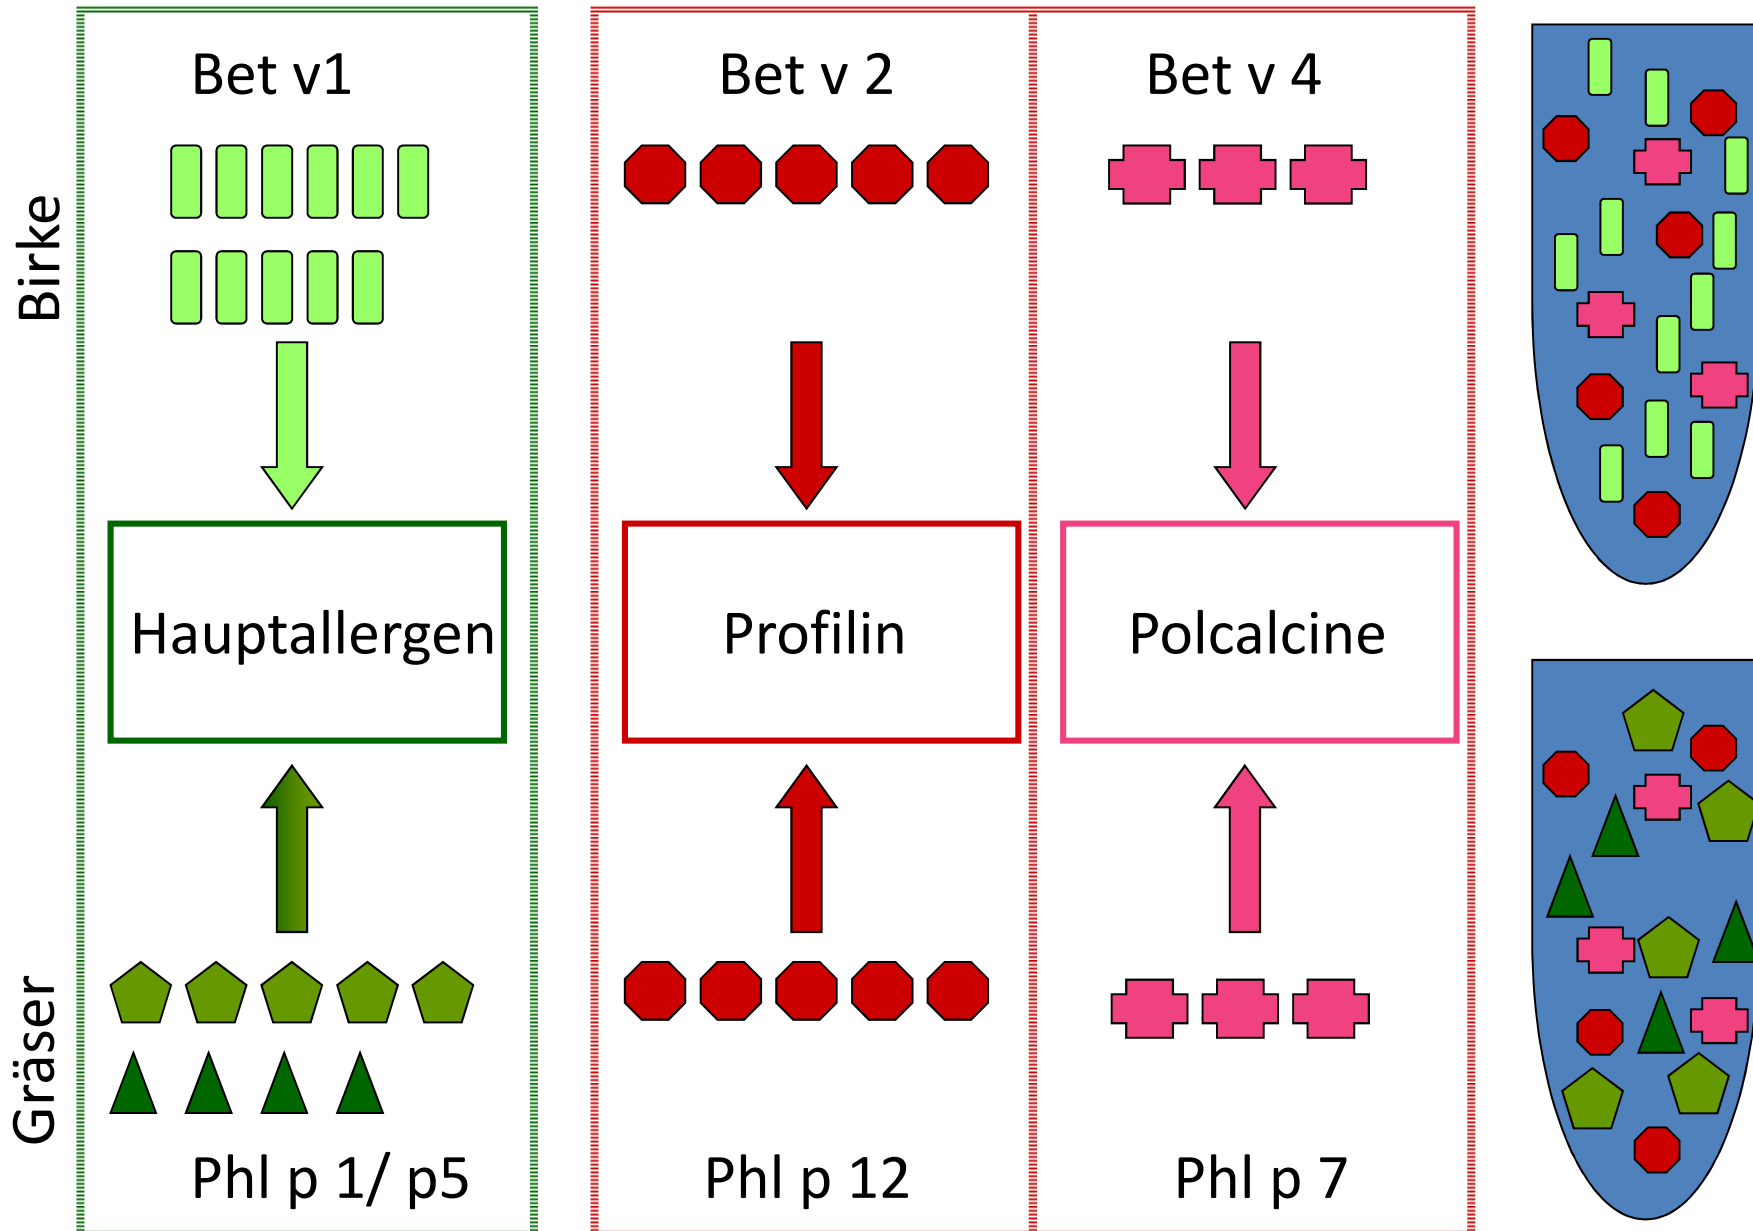 Bet v1
Bet v 2
Bet v 4
Birke
Hauptallergen
Profilin
Polcalcine
Gräser
Phl p 1/ p5
Phl p 12
Phl p 7